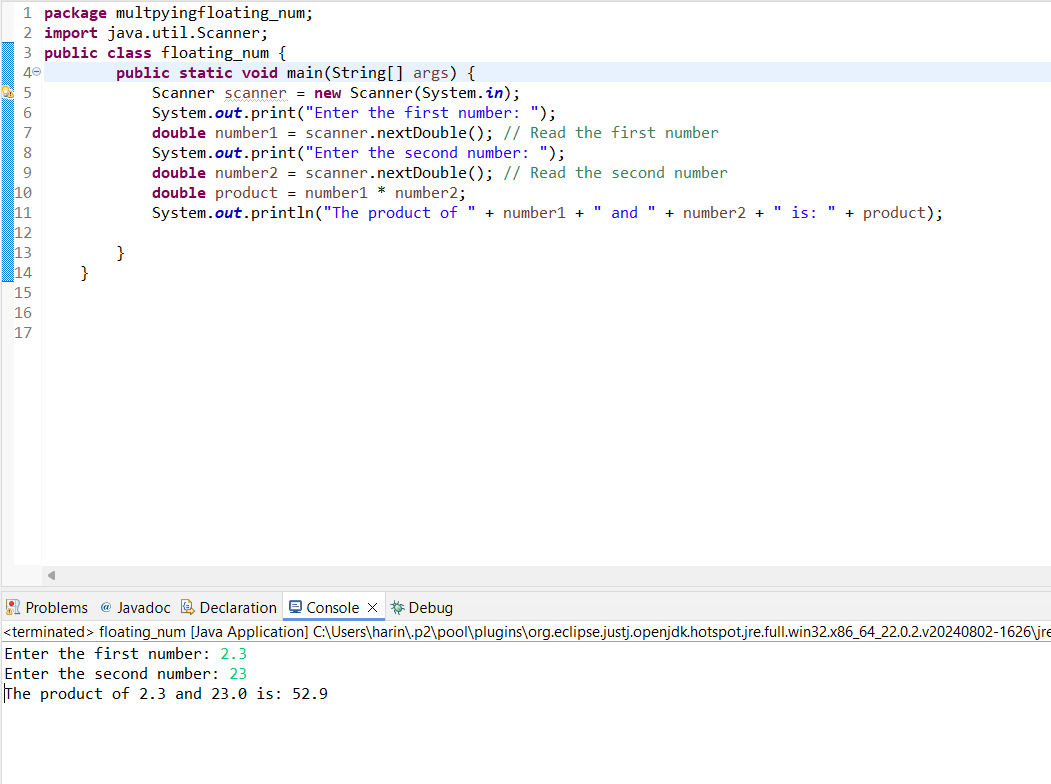 1 package multpyingfloating_num;
2 import java.util.Scanner;
3 public class floating_num {
4 public static void main(String[] args) {
5 Scanner scanner = new Scanner(System.in);
6 System.out.print("Enter the first number: ");
7 double number1 = scanner.nextDouble(); // Read the first number
8 System.out.print("Enter the second number: ");
9 double number2 = scanner.nextDouble(); // Read the second number
10 double product = number1 * number2;
11 System.out.println("The product of " + number1 + " and " + number2 + " is: " + product);
12
13 }
14 }
15
16
17
Problems @ Javadoc Declaration Console Debug
<terminated> floating_num [Java Application] C:\Users\harin\.p2\pool\plugins\org.eclipse.justj.openjdk.hotspot.jre.full.win32.x86_64_22.0.2.v20240802-1626\jre
Enter the first number: 2.3
Enter the second number: 23
The product of 2.3 and 23.0 is: 52.9